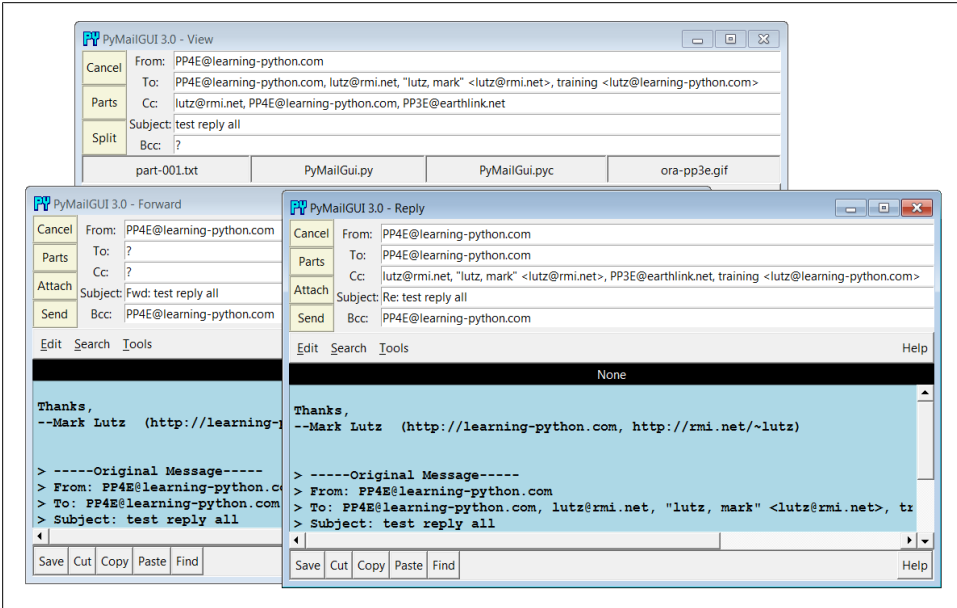 PY PyMailGUI 3.0 - View
Cancel From: PP4E@learning-python.com
To: PP4E@learning-python.com, lutz@rmi.net, "lutz, mark" <lutz@rmi.net>, training <lutz@learning-python.com>
Parts Cc: lutz@rmi.net, PP4E@learning-python.com, PP3E@earthlink.net
Subject: test reply all
Split Bcc: ?
part-001.txt PyMailGui.py PyMailGui.pyc ora-pp3e.gif
PY PyMailGUI 3.0 - Forward
Cancel From: PP4E@learning-python.com
Parts To: ?
Cc: ?
Attach Subject: Fwd: test reply all
Send Bcc: PP4E@learning-python.com
Edit Search Tools
Thanks,
--Mark Lutz (http://learning-
> -----Original Message-----
> From: PP4E@learning-python.c
> To: PP4E@learning-python.com
> Subject: test reply all
Save Cut Copy Paste Find
PY PyMailGUI 3.0 - Reply
Cancel From: PP4E@learning-python.com
Parts To: PP4E@learning-python.com
Cc: lutz@rmi.net, "lutz, mark" <lutz@rmi.net>, PP3E@earthlink.net, training <lutz@learning-python.com>
Attach Subject: Re: test reply all
Send Bcc: PP4E@learning-python.com
Edit Search Tools Help
None
Thanks,
--Mark Lutz (http://learning-python.com, http://rmi.net/~lutz)
> -----Original Message-----
> From: PP4E@learning-python.com
> To: PP4E@learning-python.com, lutz@rmi.net, "lutz, mark" <lutz@rmi.net>, tr
> Subject: test reply all
Save Cut Copy Paste Find Help